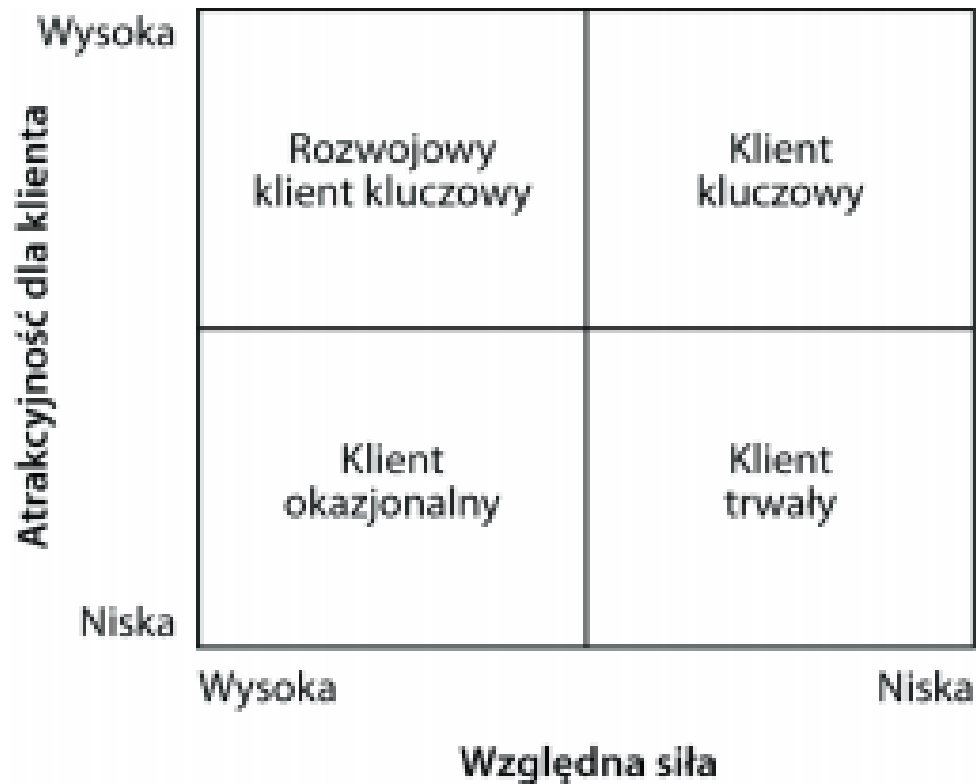 Wysoka
Rozwojowy
klient kluczowy
Klient
kluczowy
Atrakcyjność dla klienta
Klient
okazjonalny
Klient
trwały
Niska
Wysoka
Niska
Względna siła